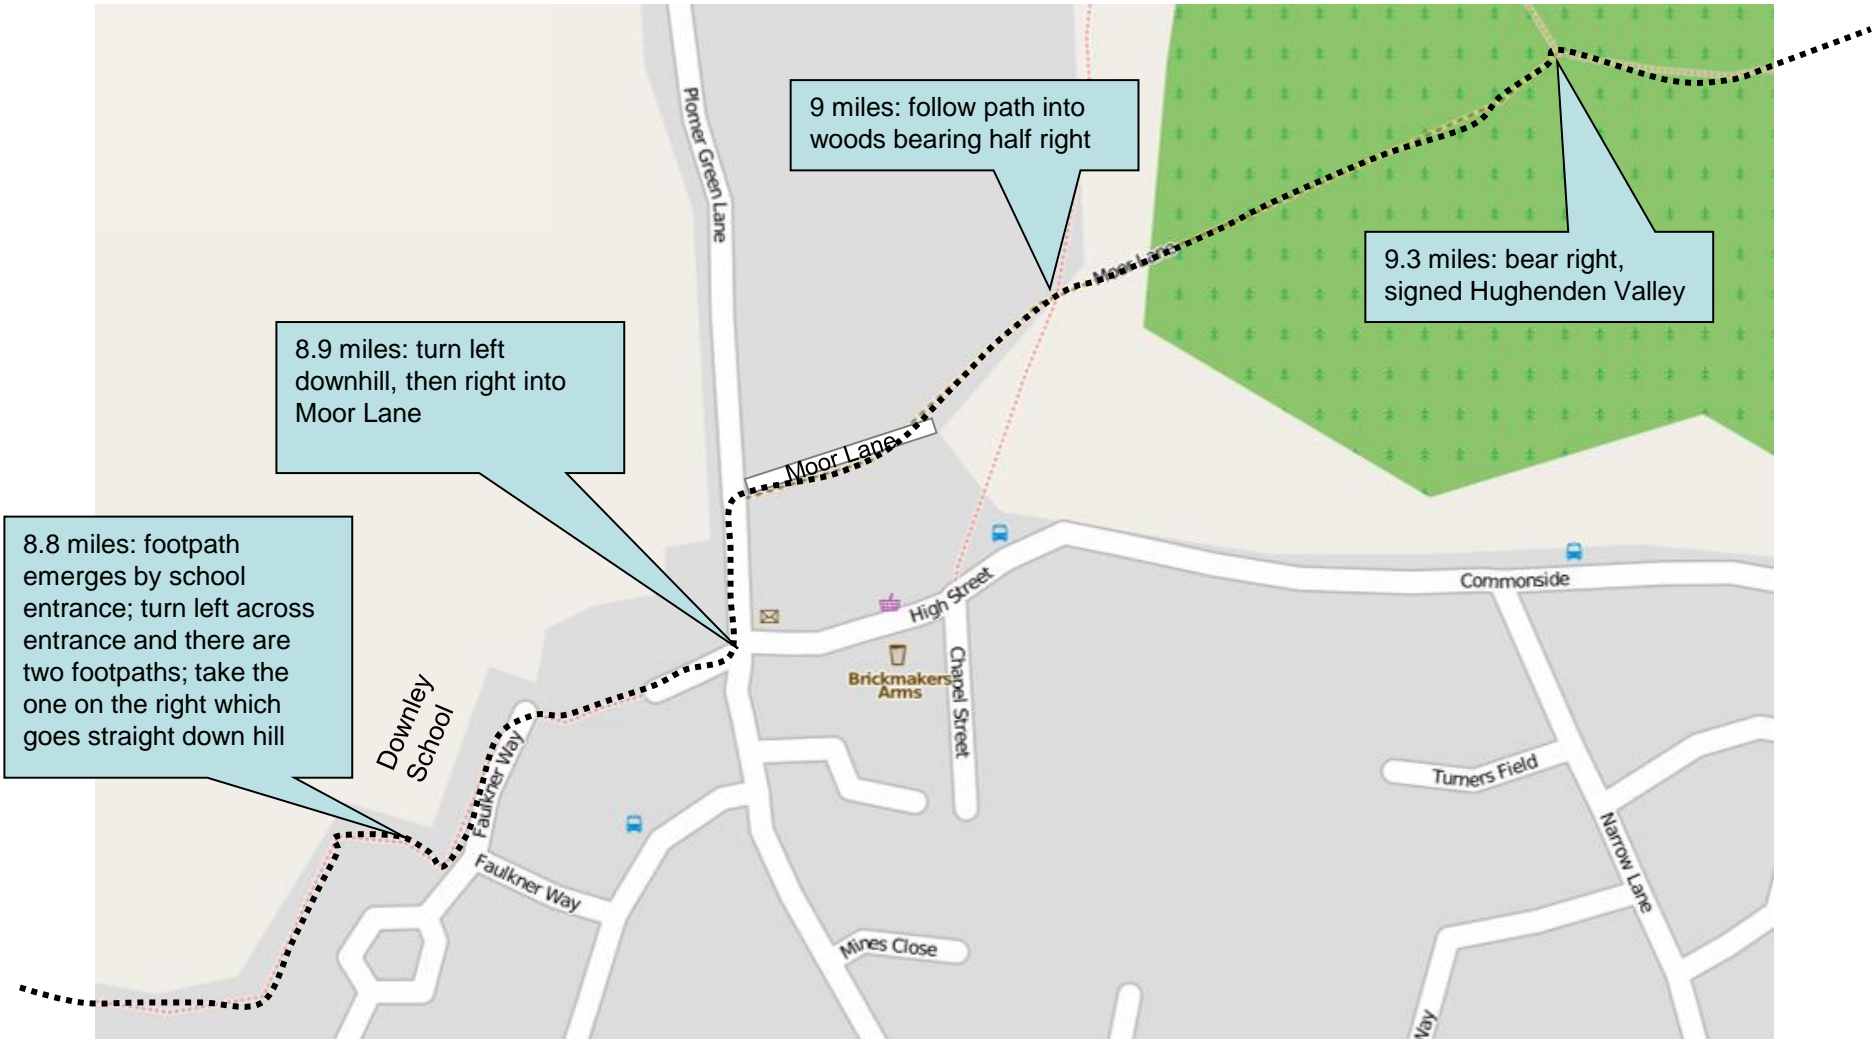 Plomer Green Lane
9 miles: follow path into
woods bearing half right
Moor Lane
9.3 miles: bear right,
signed Hughenden Valley
8.9 miles: turn left
downhill, then right into
Moor Lane
Moor Lane
8.8 miles: footpath
emerges by school
entrance; turn left across
entrance and there are
two footpaths; take the
one on the right which
goes straight down hill
High Street
Commonside
Brickmakers
Arms
Chapel Street
Downley
School
Faulkner Way
Faulkner Way
Turners Field
Narrow Lane
Mines Close
Way